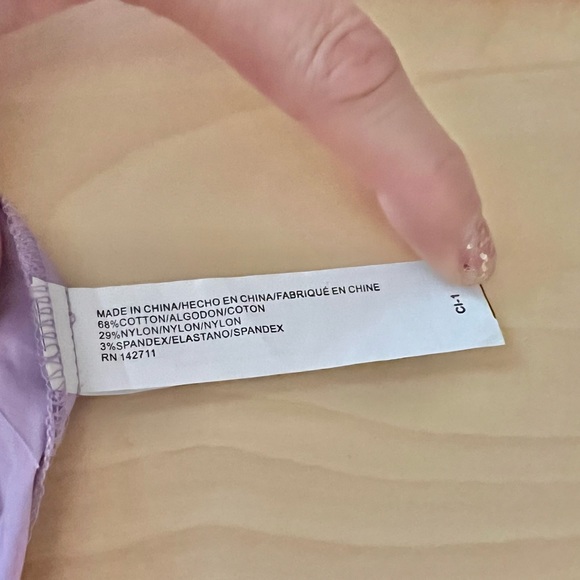 MADE IN CHINA/HECHO EN CHINA/FABRIQUÉ EN CHINE
68%COTTON/ALGODON/COTON
29%NYLON/NYLON/NYLON
3%SPANDEX/ELASTANO/SPANDEX
RN 142711
CI-1